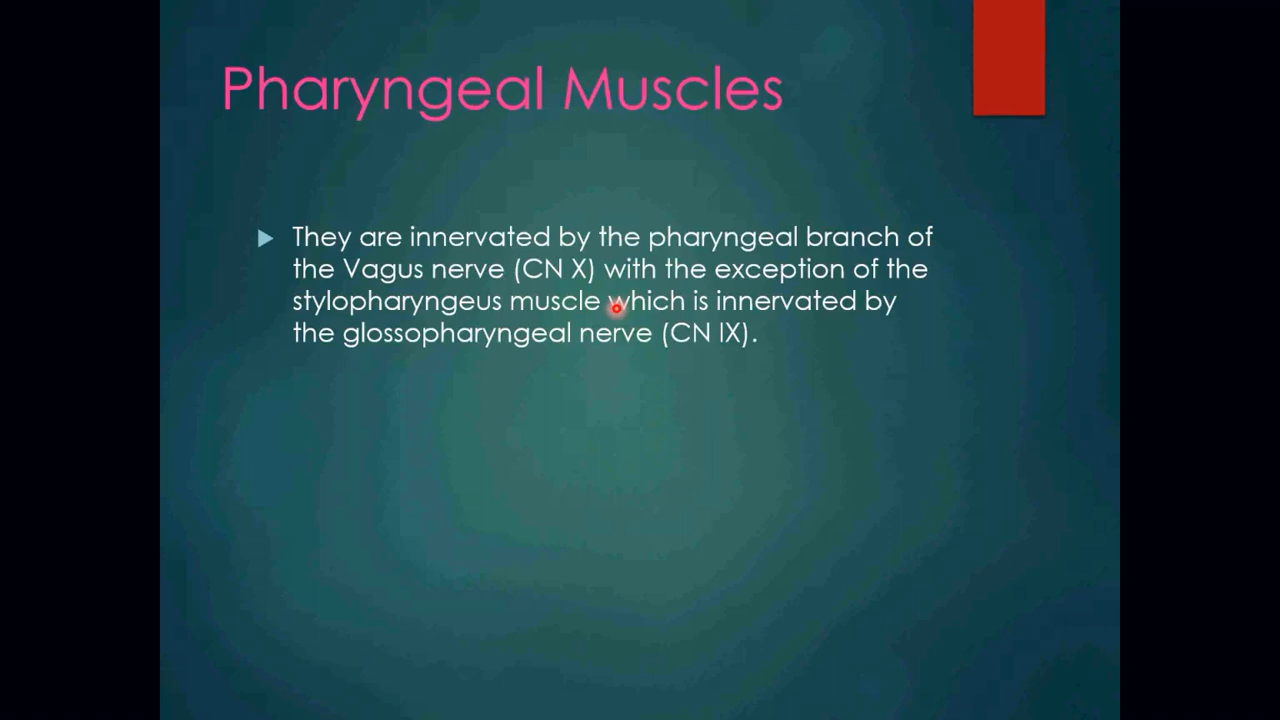 Pharyngeal Muscles
They are innervated by the pharyngeal branch of
the Vagus nerve (CN X) with the exception of the
stylopharyngeus muscle which is innervated by
the glossopharyngeal nerve (CN IX).